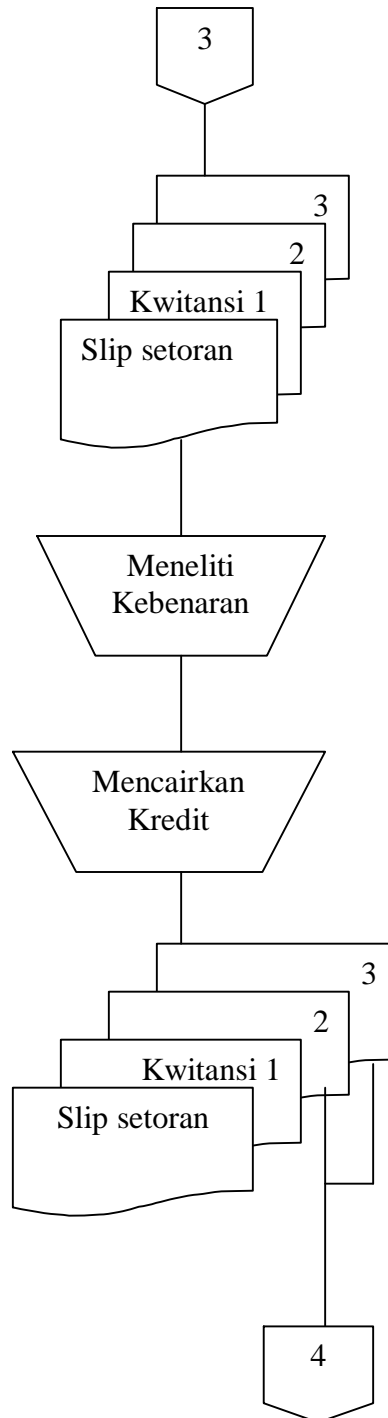 3
3
2
Kwitansi 1
Slip setoran
Meneliti
Kebenaran
Mencairkan
Kredit
3
2
Kwitansi 1
Slip setoran
4